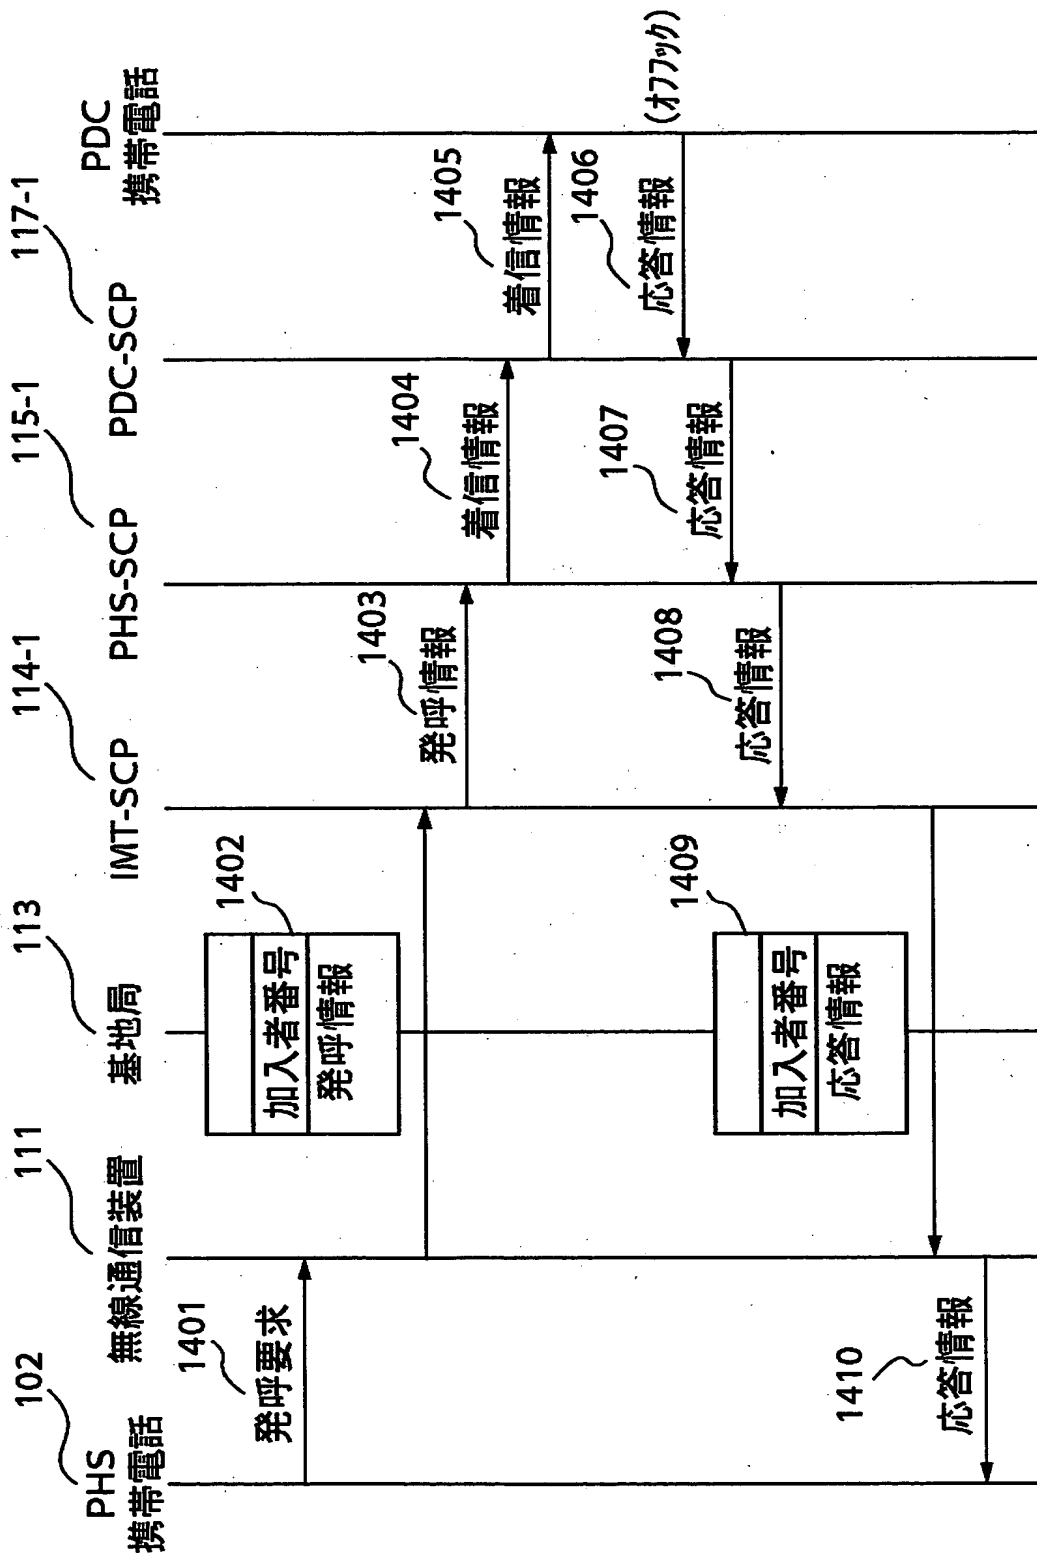 102
PHS
携帯電話
111
無線通信装置
113
基地局
114-1
IMT-SCP
115-1
PHS-SCP
117-1
PDC-SCP
PDC
携帯電話
1401
発呼要求
1402
加入者番号
発呼情報
1403
発呼情報
1404
着信情報
1405
着信情報
(オフフック)
1406
応答情報
1407
応答情報
1408
応答情報
1409
加入者番号
応答情報
1410
応答情報